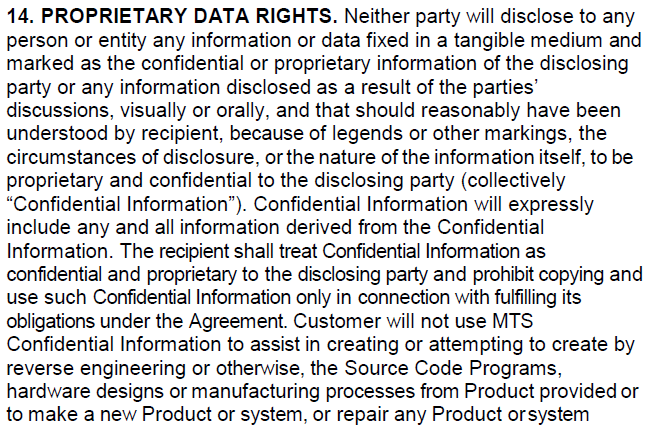 14. PROPRIETARY DATA RIGHTS. Neither party will disclose to any
person or entity any information or data fixed in a tangible medium and
marked as the confidential or proprietary information of the disclosing
party or any information disclosed as a result of the parties’
discussions, visually or orally, and that should reasonably have been
understood by recipient, because of legends or other markings, the
circumstances of disclosure, or the nature of the information itself, to be
proprietary and confidential to the disclosing party (collectively
“Confidential Information”). Confidential Information will expressly
include any and all information derived from the Confidential
Information. The recipient shall treat Confidential Information as
confidential and proprietary to the disclosing party and prohibit copying and
use such Confidential Information only in connection with fulfilling its
obligations under the Agreement. Customer will not use MTS
Confidential Information to assist in creating or attempting to create by
reverse engineering or otherwise, the Source Code Programs,
hardware designs or manufacturing processes from Product provided or
to make a new Product or system, or repair any Product or system